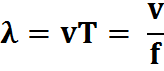 λ = vT = v/f